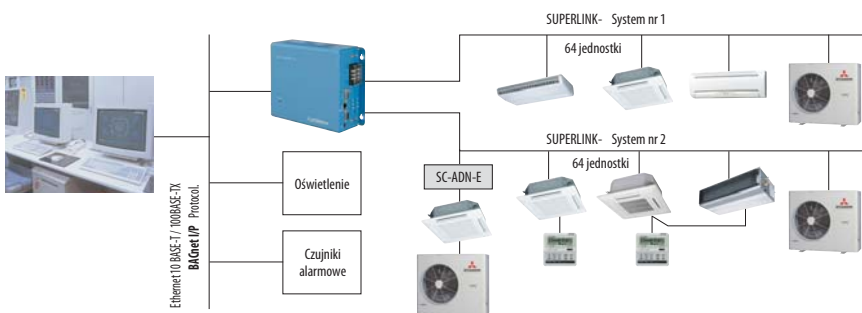 SUPERLINK- System nr 1
64 jednostki
SUPERLINK- System nr 2
64 jednostki
SC-ADN-E
Oświetlenie
Czujniki
alarmowe
Ethernet 10 BASE-T / 100BASE-TX
BACnet I/P Protocol.